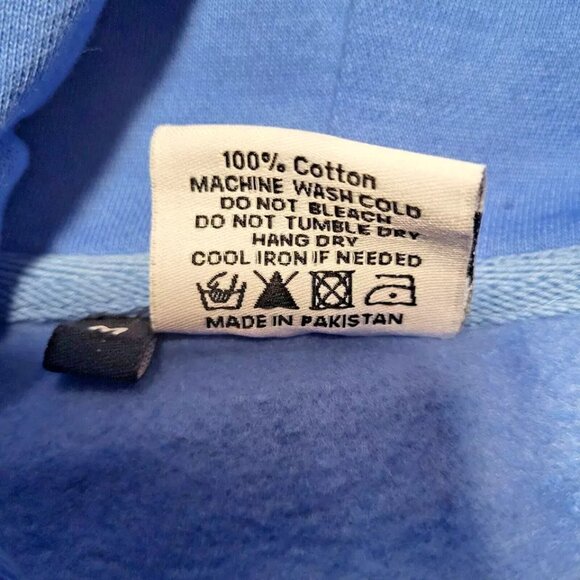 100% Cotton
MACHINE WASH COLD
DO NOT BLEACH
DO NOT TUMBLE DRY
HANG DRY
COOL IRON IF NEEDED
MADE IN PAKISTAN
M